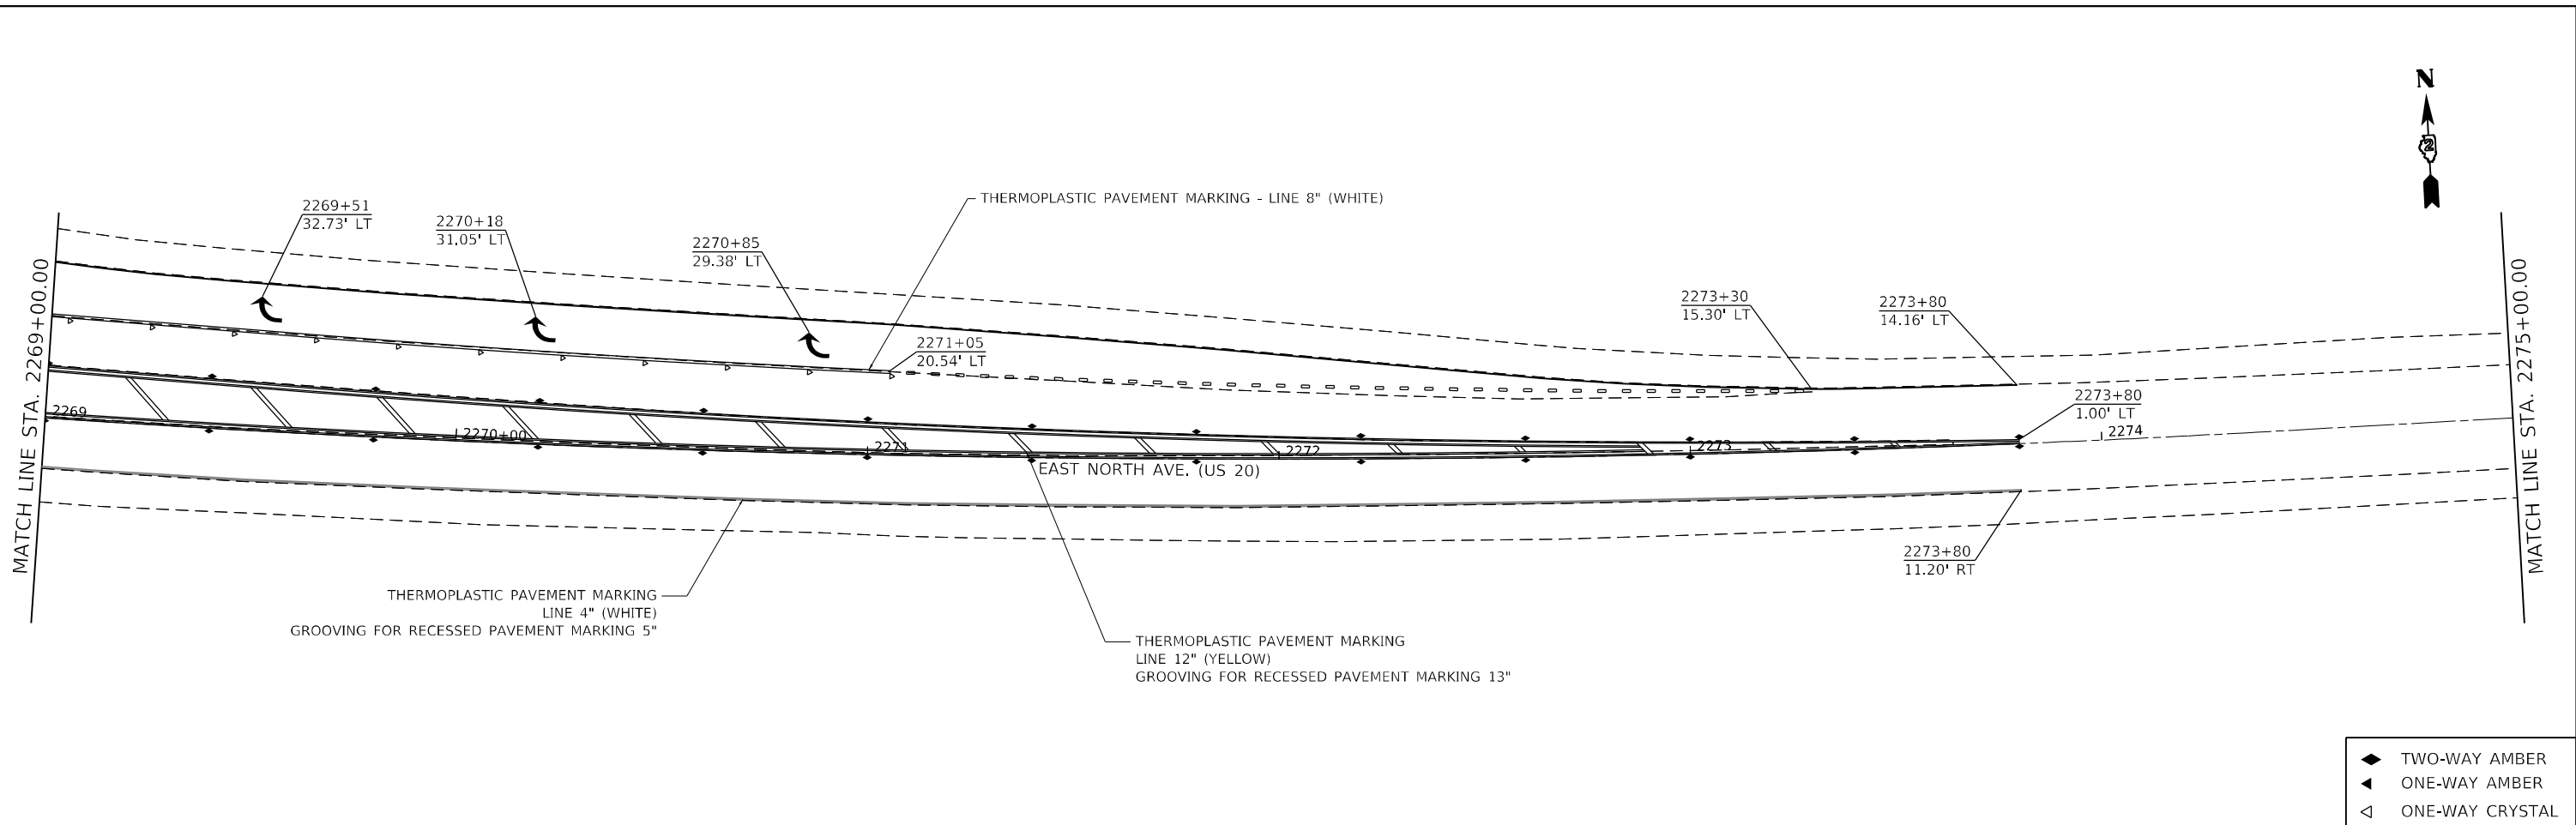 N
2
2269+51
32.73' LT
2270+18
31.05' LT
2270+85
29.38' LT
THERMOPLASTIC PAVEMENT MARKING - LINE 8" (WHITE)
2271+05
20.54' LT
2273+30
15.30' LT
2273+80
14.16' LT
2273+80
1.00' LT
MATCH LINE STA. 2269+00.00
MATCH LINE STA. 2275+00.00
2269
2270+00
2271
2272
2273
2274
EAST NORTH AVE. (US 20)
2273+80
11.20' RT
THERMOPLASTIC PAVEMENT MARKING
LINE 4" (WHITE)
GROOVING FOR RECESSED PAVEMENT MARKING 5"
THERMOPLASTIC PAVEMENT MARKING
LINE 12" (YELLOW)
GROOVING FOR RECESSED PAVEMENT MARKING 13"
TWO-WAY AMBER
ONE-WAY AMBER
ONE-WAY CRYSTAL